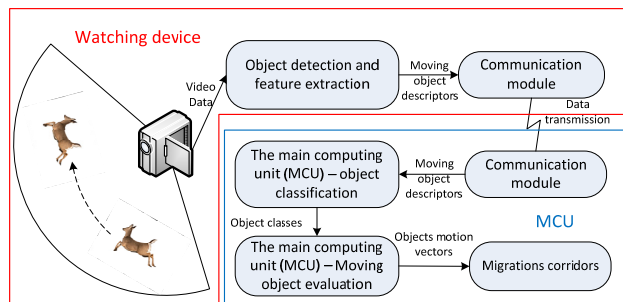 Watching device
Video
Data
Object detection and
feature extraction
Moving
object
descriptors
Communication
module
Data
transmission
Communication
module
Moving
object
descriptors
The main computing
unit (MCU) – object
classification
MCU
Object classes
The main computing
unit (MCU) – Moving
object evaluation
Objects motion
vectors
Migrations corridors